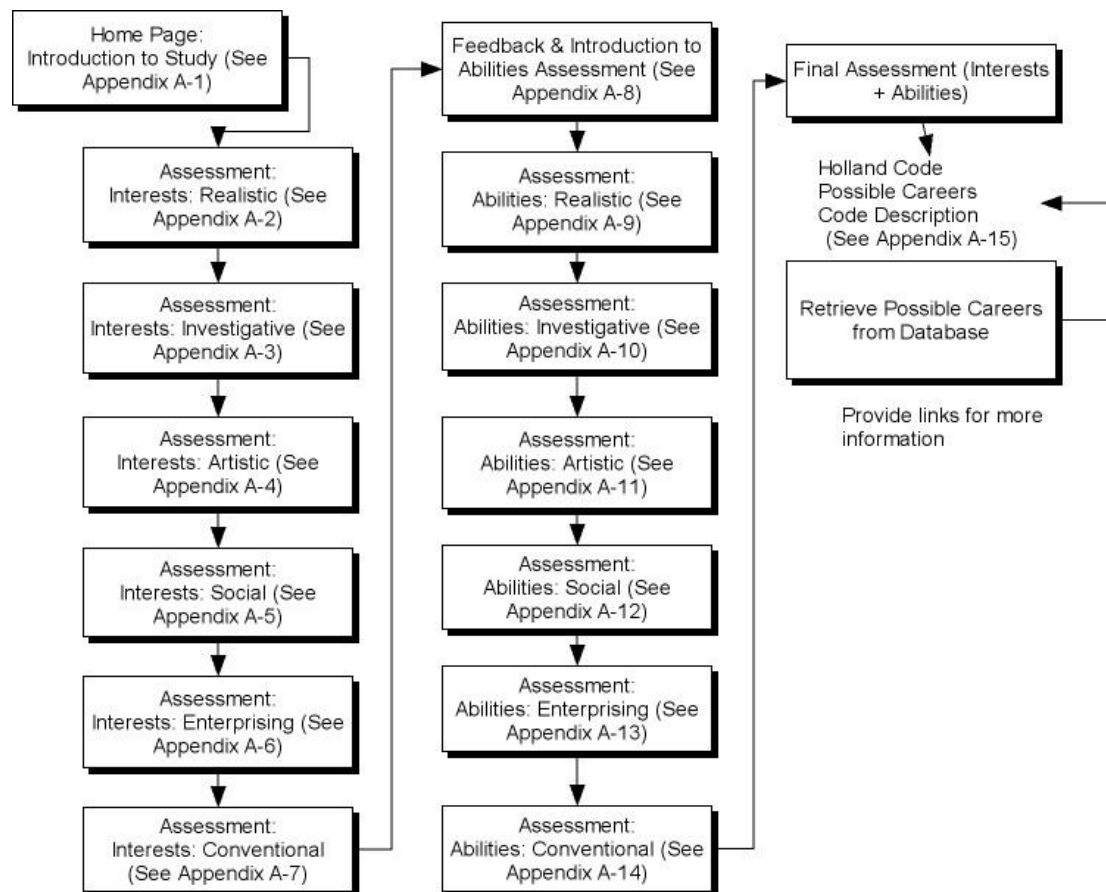 Home Page:
Introduction to Study (See
Appendix A-1)
Assessment:
Interests: Realistic (See
Appendix A-2)
Assessment:
Interests: Investigative (See
Appendix A-3)
Assessment:
Interests: Artistic (See
Appendix A-4)
Assessment:
Interests: Social (See
Appendix A-5)
Assessment:
Interests: Enterprising (See
Appendix A-6)
Assessment:
Interests: Conventional
(See Appendix A-7)
Feedback & Introduction to
Abilities Assessment (See
Appendix A-8)
Assessment:
Abilities: Realistic (See
Appendix A-9)
Assessment:
Abilities: Investigative (See
Appendix A-10)
Assessment:
Abilities: Artistic (See
Appendix A-11)
Assessment:
Abilities: Social (See
Appendix A-12)
Assessment:
Abilities: Enterprising (See
Appendix A-13)
Assessment:
Abilities: Conventional (See
Appendix A-14)
Final Assessment (Interests
+ Abilities)
Holland Code
Possible Careers
Code Description
(See Appendix A-15)
Retrieve Possible Careers
from Database
Provide links for more
information